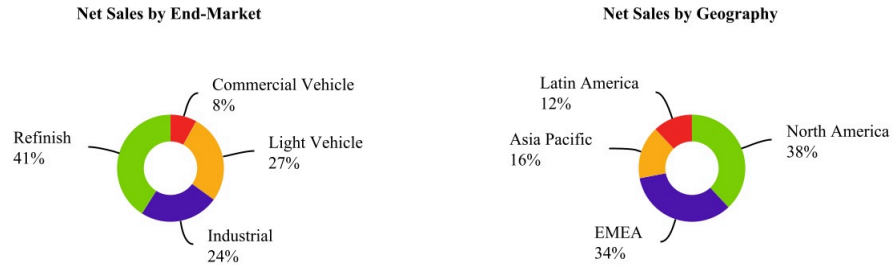 Net Sales by End-Market
Commercial Vehicle
8%
Refinish
41%
Light Vehicle
27%
Industrial
24%
Net Sales by Geography
Latin America
12%
North America
38%
Asia Pacific
16%
EMEA
34%